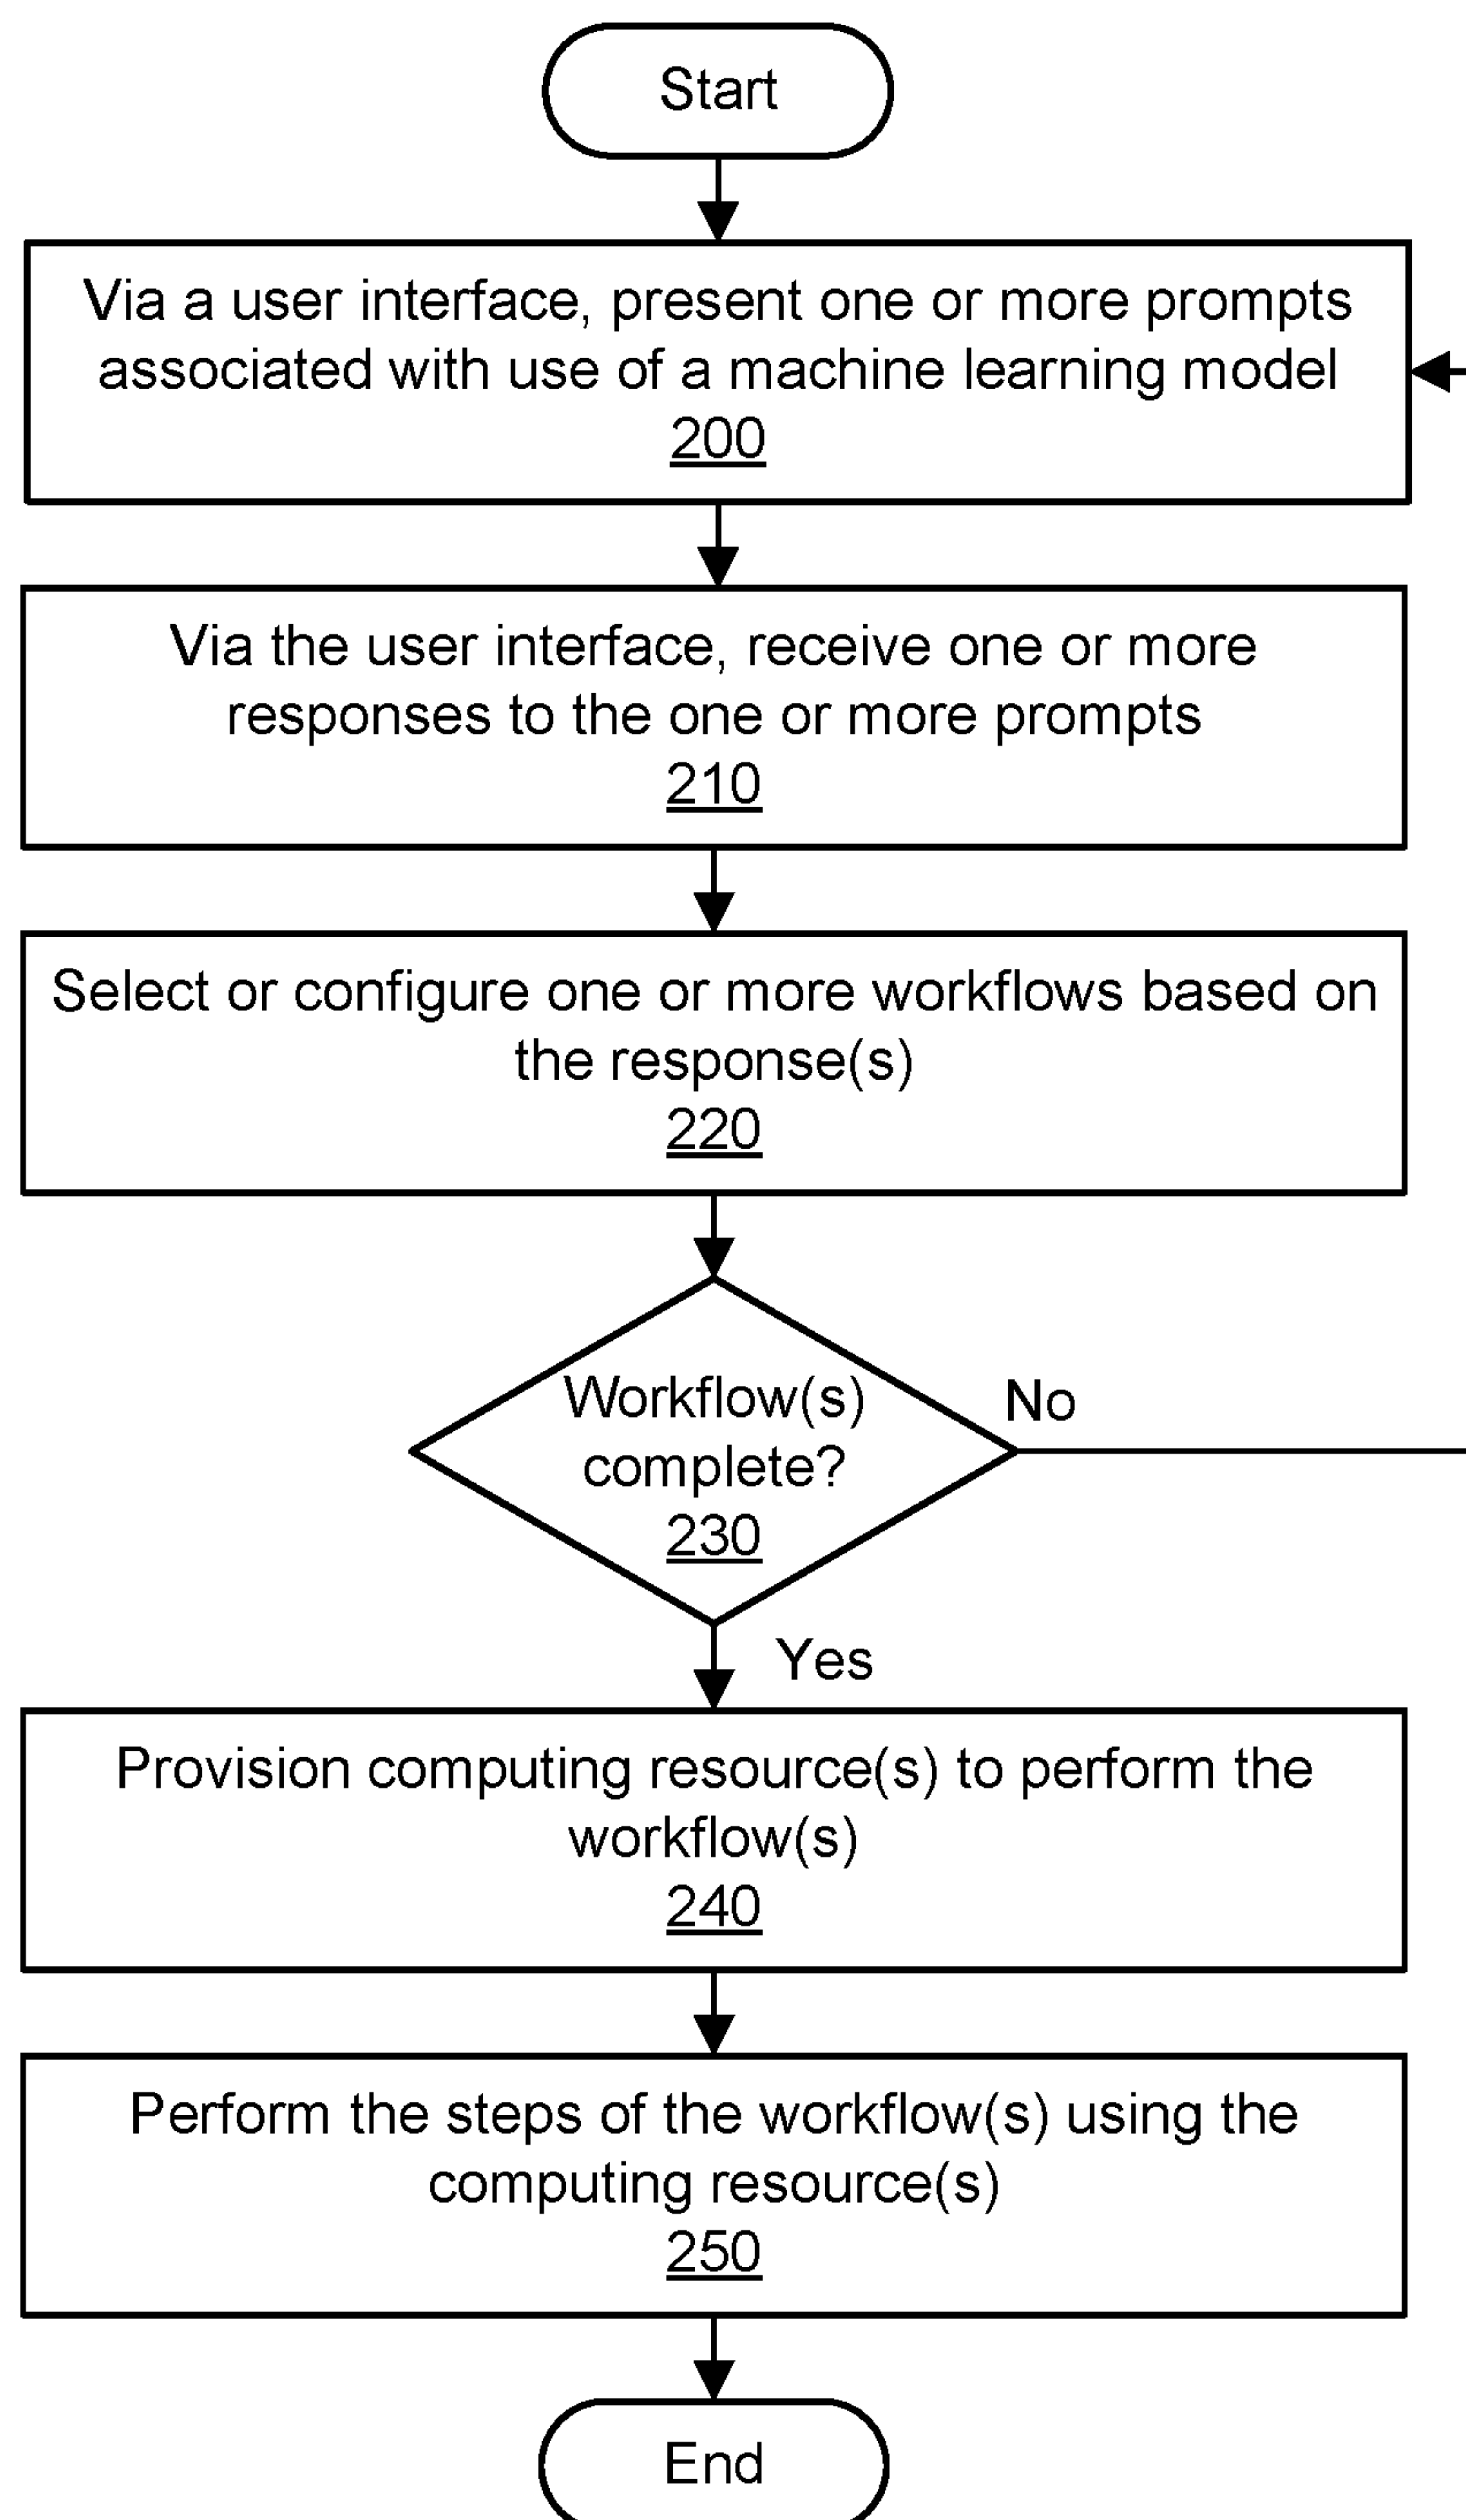 Start
Via a user interface, present one or more prompts
associated with use of a machine learning model
200
Via the user interface, receive one or more
responses to the one or more prompts
210
Select or configure one or more workflows based on
the response(s)
220
Workflow(s)
complete?
230
No
Yes
Provision computing resource(s) to perform the
workflow(s)
240
Perform the steps of the workflow(s) using the
computing resource(s)
250
End